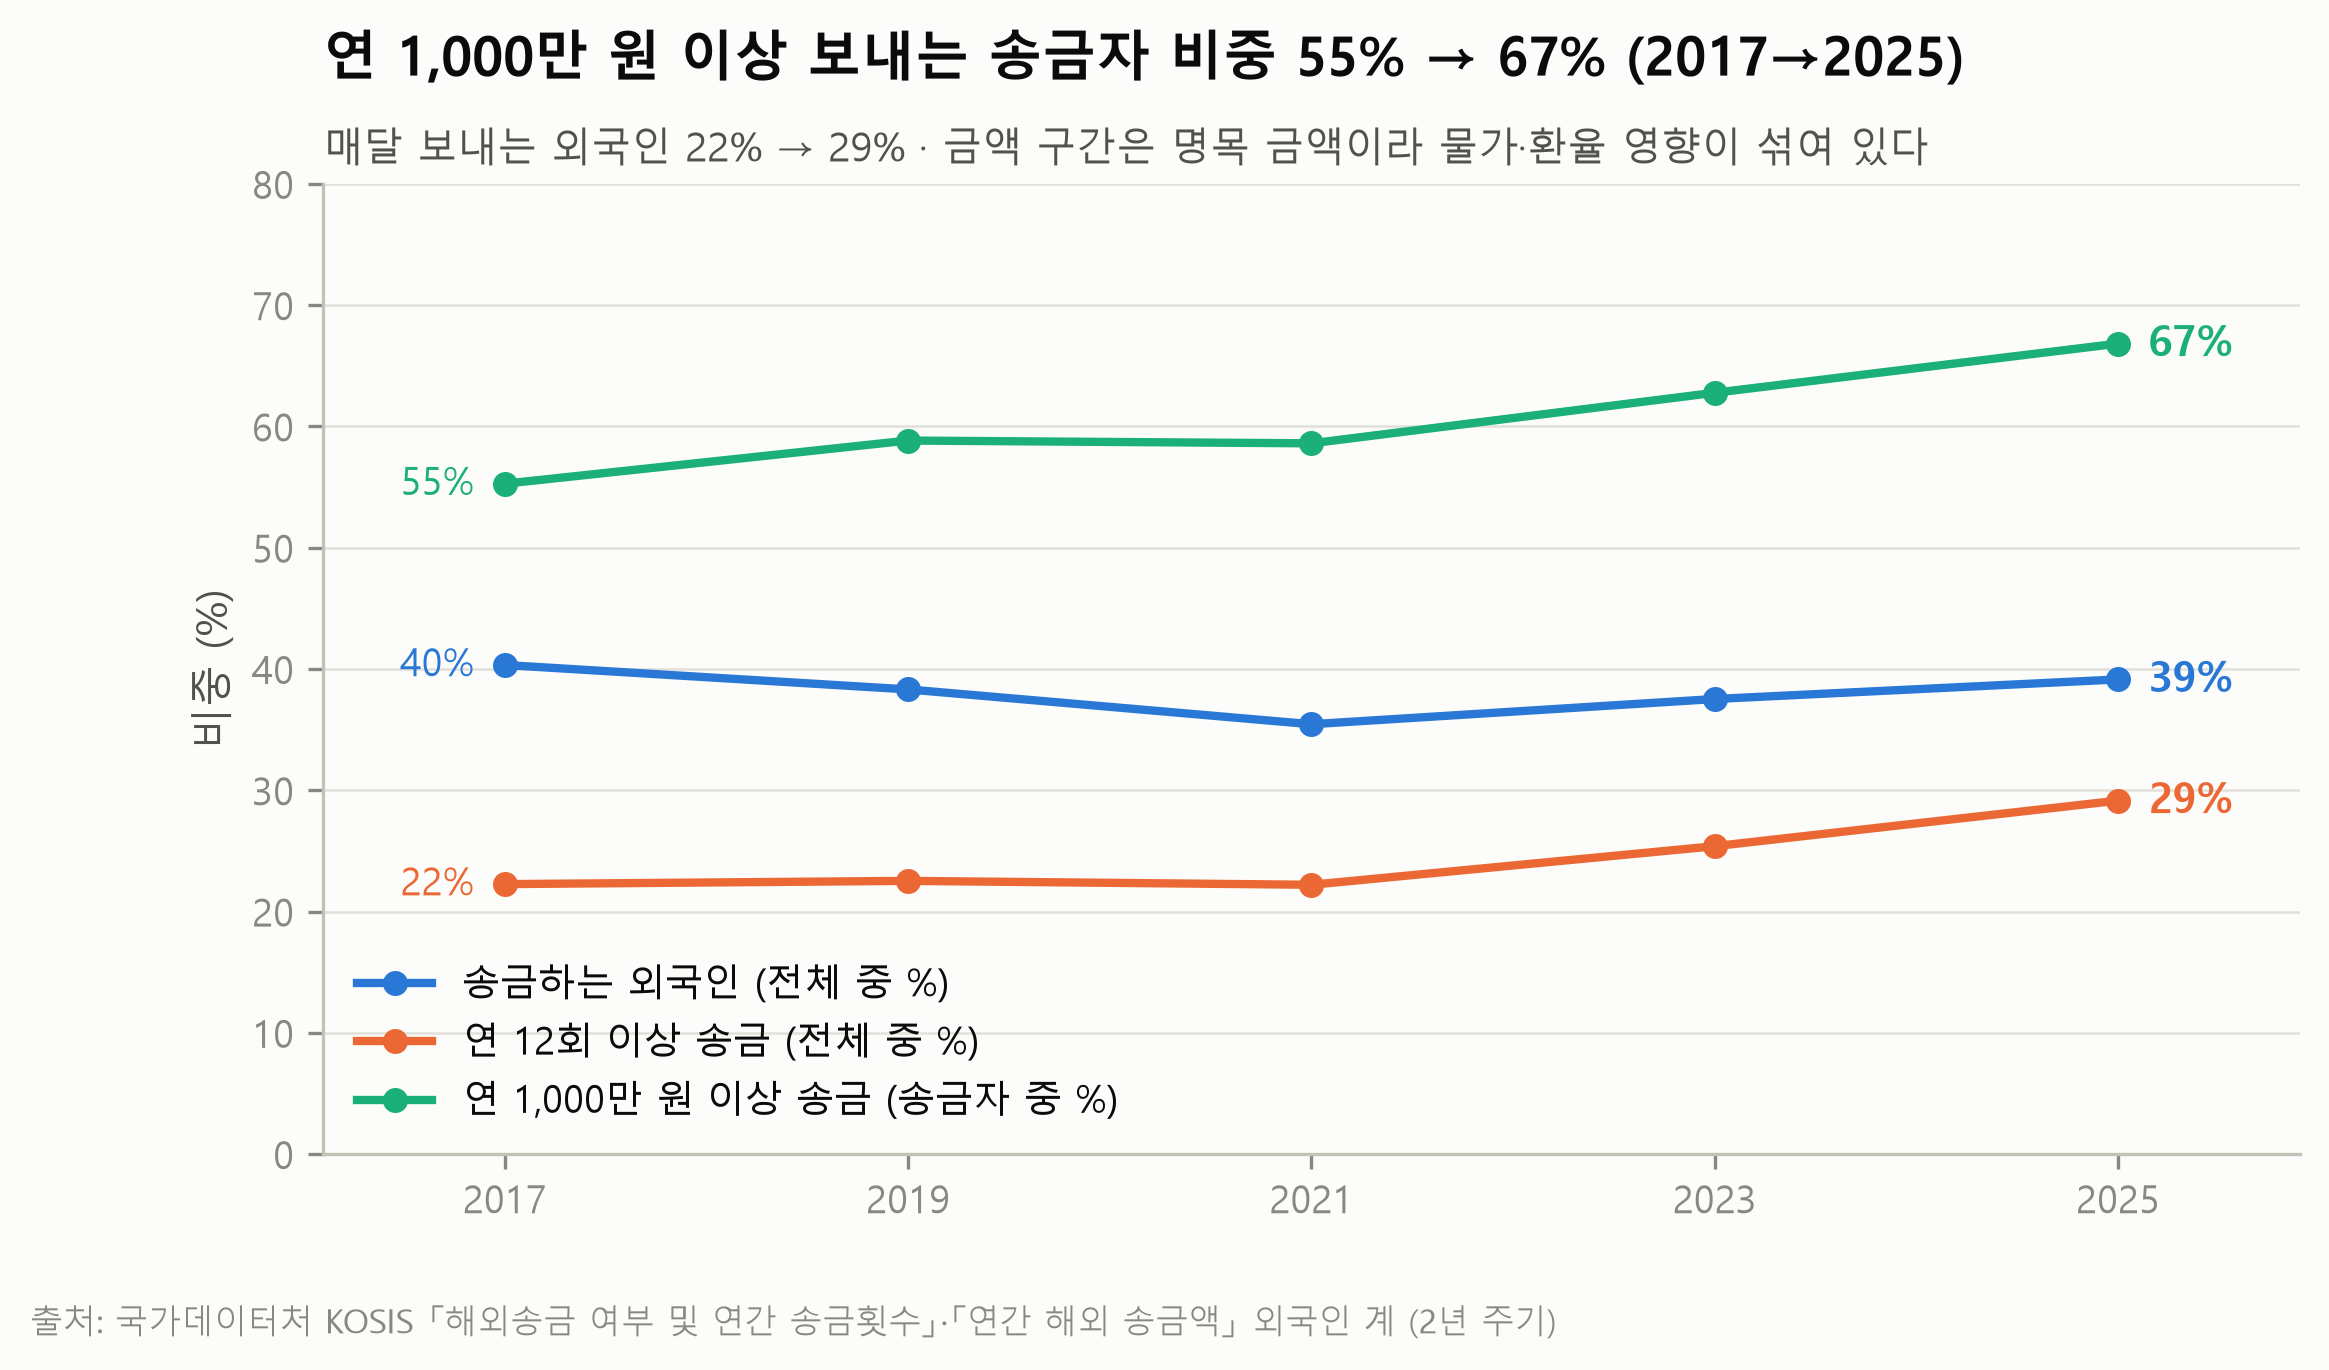 연 1,000만 원 이상 보내는 송금자 비중 55% → 67% (2017→2025)
매달 보내는 외국인 22% → 29% · 금액 구간은 명목 금액이라 물가·환율 영향이 섞여 있다
비중 (%)
80
70
60
50
40
30
20
10
0
55%
67%
40%
39%
22%
29%
송금하는 외국인 (전체 중 %)
연 12회 이상 송금 (전체 중 %)
연 1,000만 원 이상 송금 (송금자 중 %)
2017 2019 2021 2023 2025
출처: 국가데이터처 KOSIS 「해외송금 여부 및 연간 송금횟수」·「연간 해외 송금액」 외국인 계 (2년 주기)